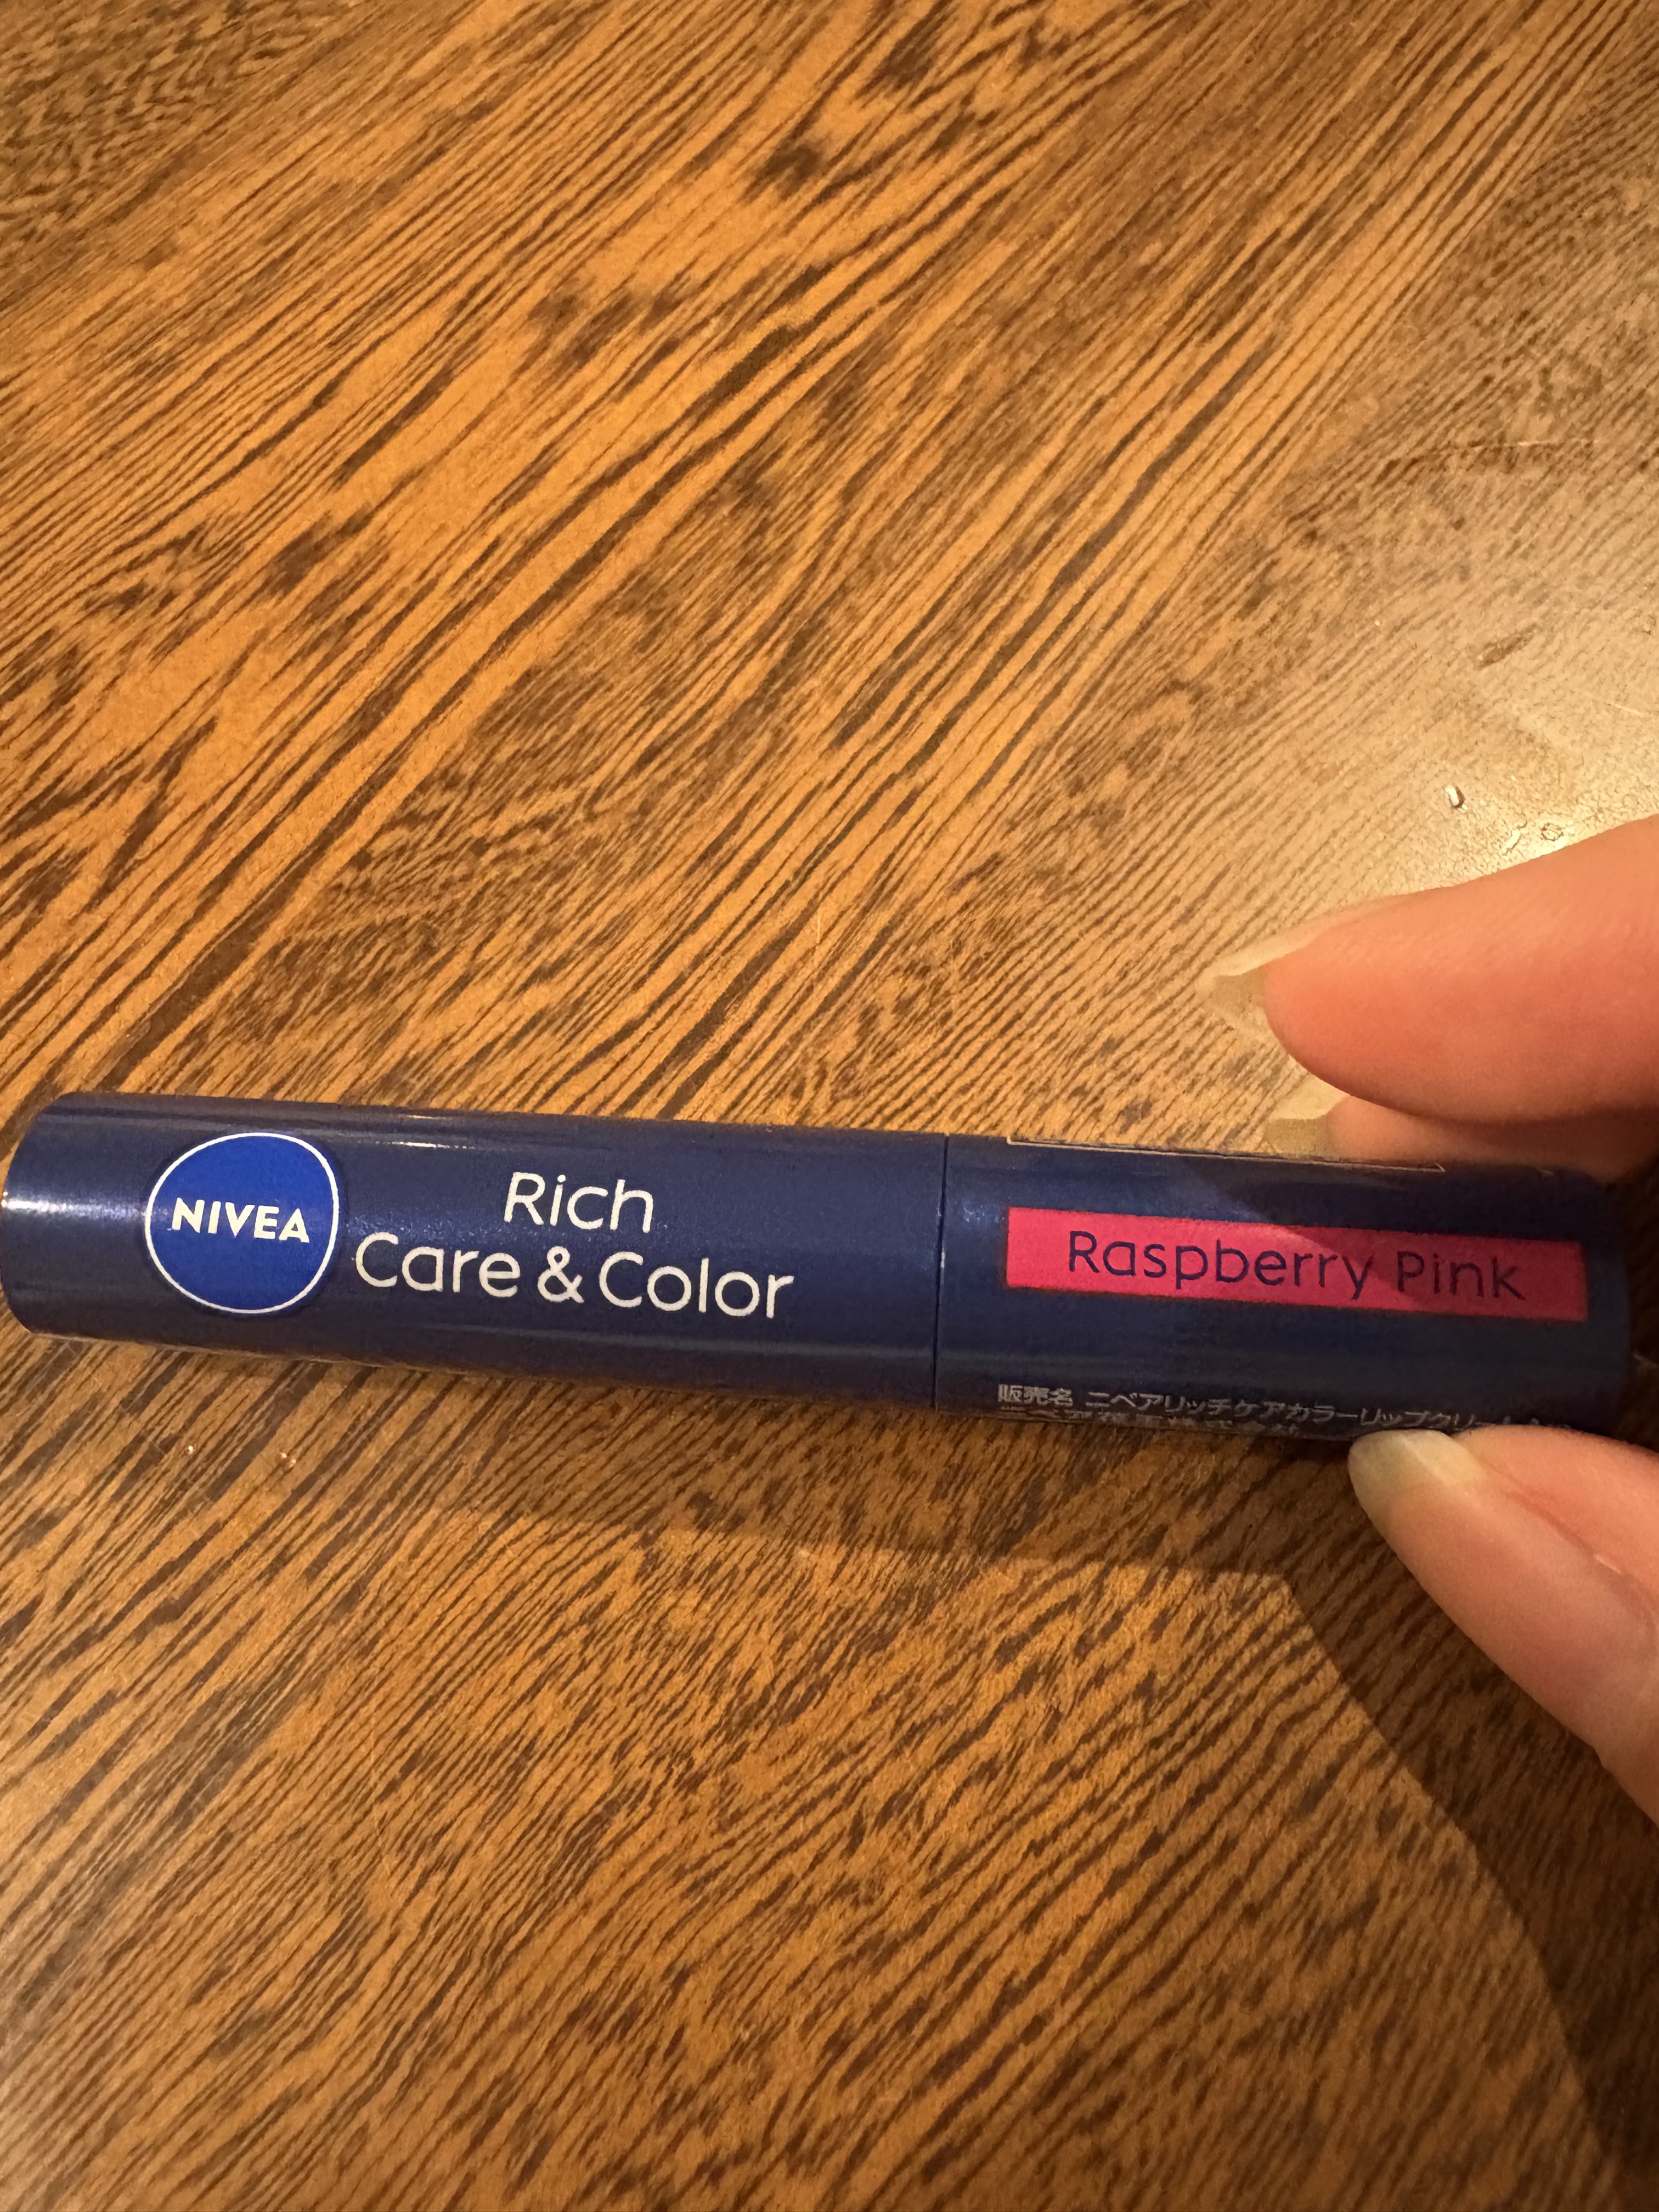 NIVEA
Rich
Care & Color
Raspberry Pink
販売名 ニベアリッチケアカラーリップクリーム